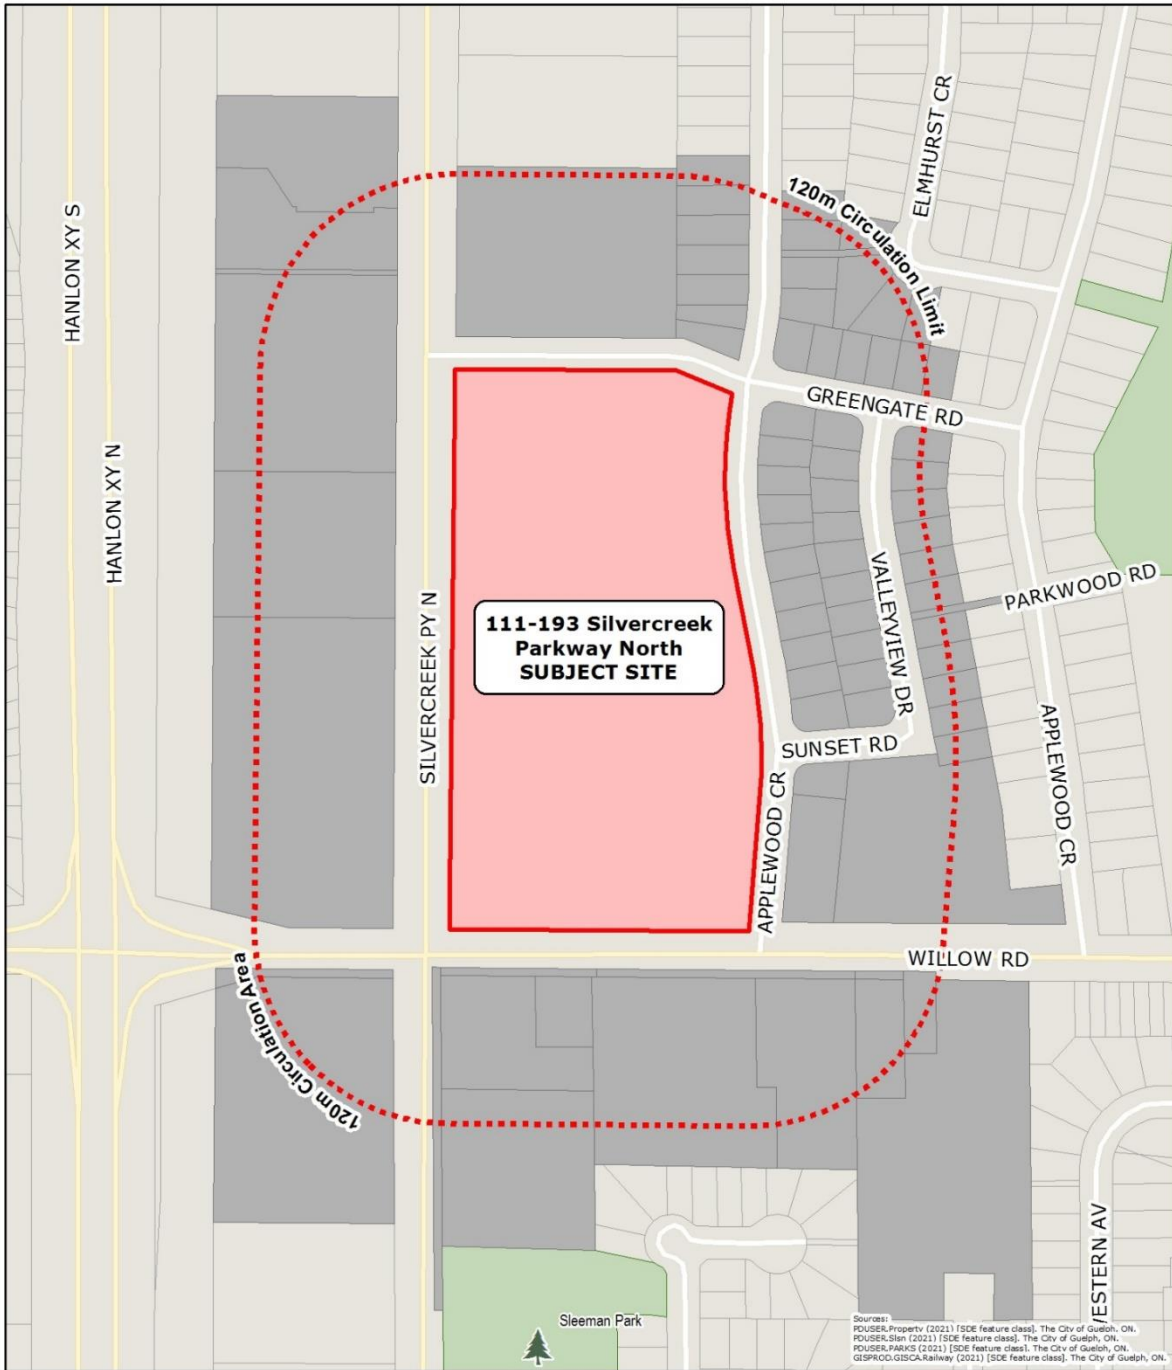 ELMHURST CR
120m Circulation Limit
HANLON XY S
HANLON XY N
GREENGATE RD
VALLEYVIEW DR
PARKWOOD RD
SILVERCREEK PY N
111-193 Silvercreek
Parkway North
SUBJECT SITE
SUNSET RD
APPLEWOOD CR
APPLEWOOD CR
WILLOW RD
120m Circulation Area
WESTERN AV
Sleeman Park
Sources:
PDUSER.Property (2021) [SDE feature class]. The City of Guelph, ON.
PDUSER.Slsn (2021) [SDE feature class]. The City of Guelph, ON.
PDUSER.PARKS (2021) [SDE feature class]. The City of Guelph, ON.
GISPROD.GISCA.Railway (2021) [SDE feature class]. The City of Guelph, ON.